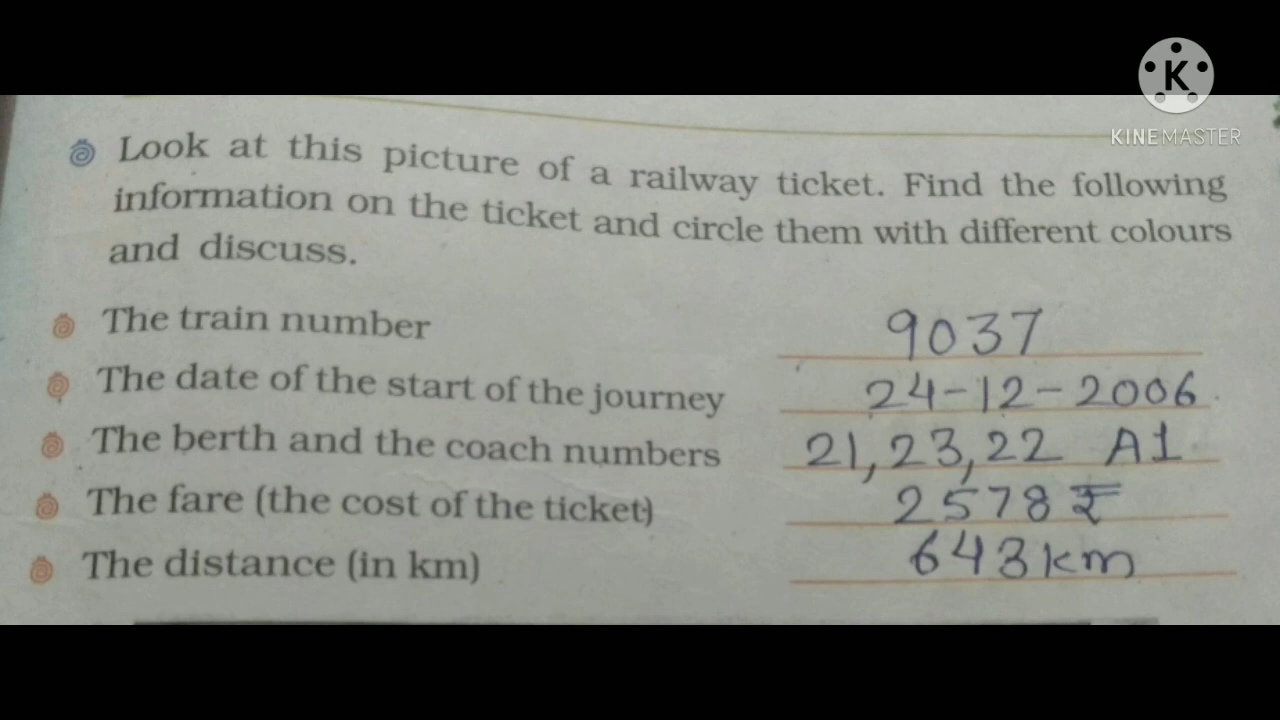 K
KINEMASTER
Look at this picture of a railway ticket. Find the following
information on the ticket and circle them with different colours
and discuss.
The train number 9037
The date of the start of the journey 24-12-2006
The berth and the coach numbers 21, 23, 22 A1
The fare (the cost of the ticket) 2578 ₹
The distance (in km) 643 km